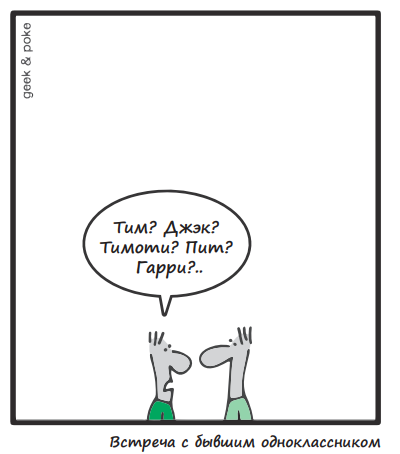 geek & poke
Тим? Джэк?
Тимоти? Пит?
Гарри?..
Встреча с бывшим одноклассником